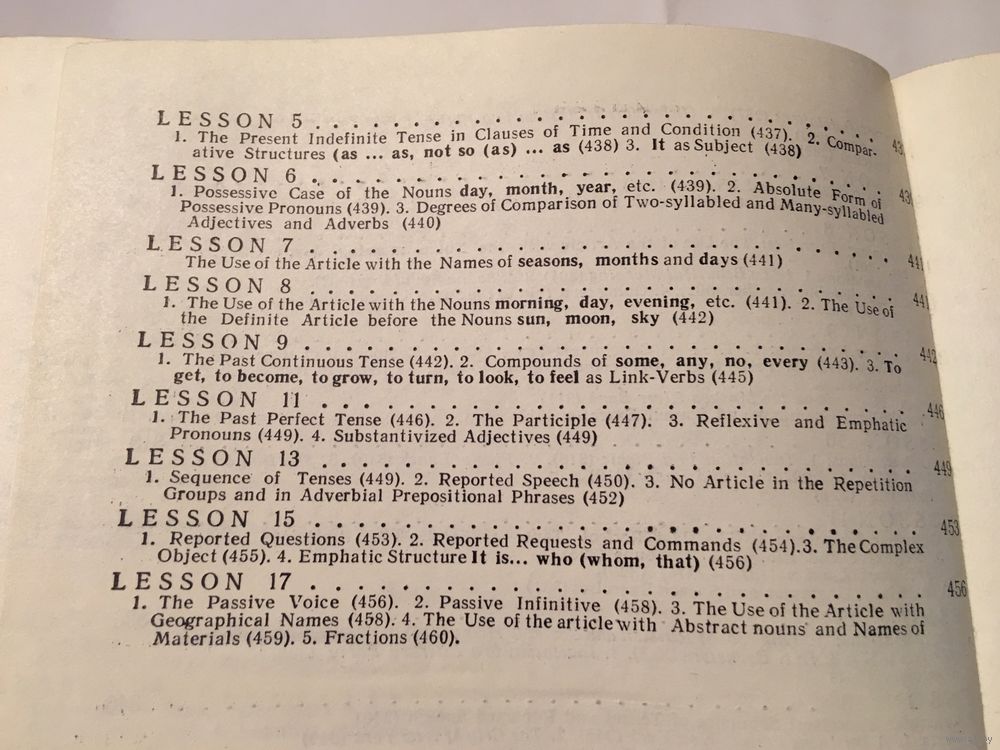 LESSON 5 . . . . . . . . . . . . . . . . . . . .
1. The Present Indefinite Tense in Clauses of Time and Condition (437). 2. Compar-
ative Structures (as ... as, not so (as) ... as (438) 3. It as Subject (438)
LESSON 6 . . . . . . . . . . . . . . . . . . . . 439
1. Possessive Case of the Nouns day, month, year, etc. (439). 2. Absolute Form of
Possessive Pronouns (439). 3. Degrees of Comparison of Two-syllabled and Many-syllabled
Adjectives and Adverbs (440)
LESSON 7 . . . . . . . . . . . . . . . . . . . . 441
The Use of the Article with the Names of seasons, months and days (441)
LESSON 8 . . . . . . . . . . . . . . . . . . . . 441
1. The Use of the Article with the Nouns morning, day, evening, etc. (441). 2. The Use of
the Definite Article before the Nouns sun, moon, sky (442)
LESSON 9 . . . . . . . . . . . . . . . . . . . . 442
1. The Past Continuous Tense (442). 2. Compounds of some, any, no, every (443). 3. To
get, to become, to grow, to turn, to look, to feel as Link-Verbs (445)
LESSON 11 . . . . . . . . . . . . . . . . . . . . 446
1. The Past Perfect Tense (446). 2. The Participle (447). 3. Reflexive and Emphatic
Pronouns (449). 4. Substantivized Adjectives (449)
LESSON 13 . . . . . . . . . . . . . . . . . . . . 449
1. Sequence of Tenses (449). 2. Reported Speech (450). 3. No Article in the Repetition
Groups and in Adverbial Prepositional Phrases (452)
LESSON 15 . . . . . . . . . . . . . . . . . . . . 453
1. Reported Questions (453). 2. Reported Requests and Commands (454).3. The Complex
Object (455). 4. Emphatic Structure It is... who (whom, that) (456)
LESSON 17 . . . . . . . . . . . . . . . . . . . . 456
1. The Passive Voice (456). 2. Passive Infinitive (458). 3. The Use of the Article with
Geographical Names (458). 4. The Use of the article with Abstract nouns and Names of
Materials (459). 5. Fractions (460).